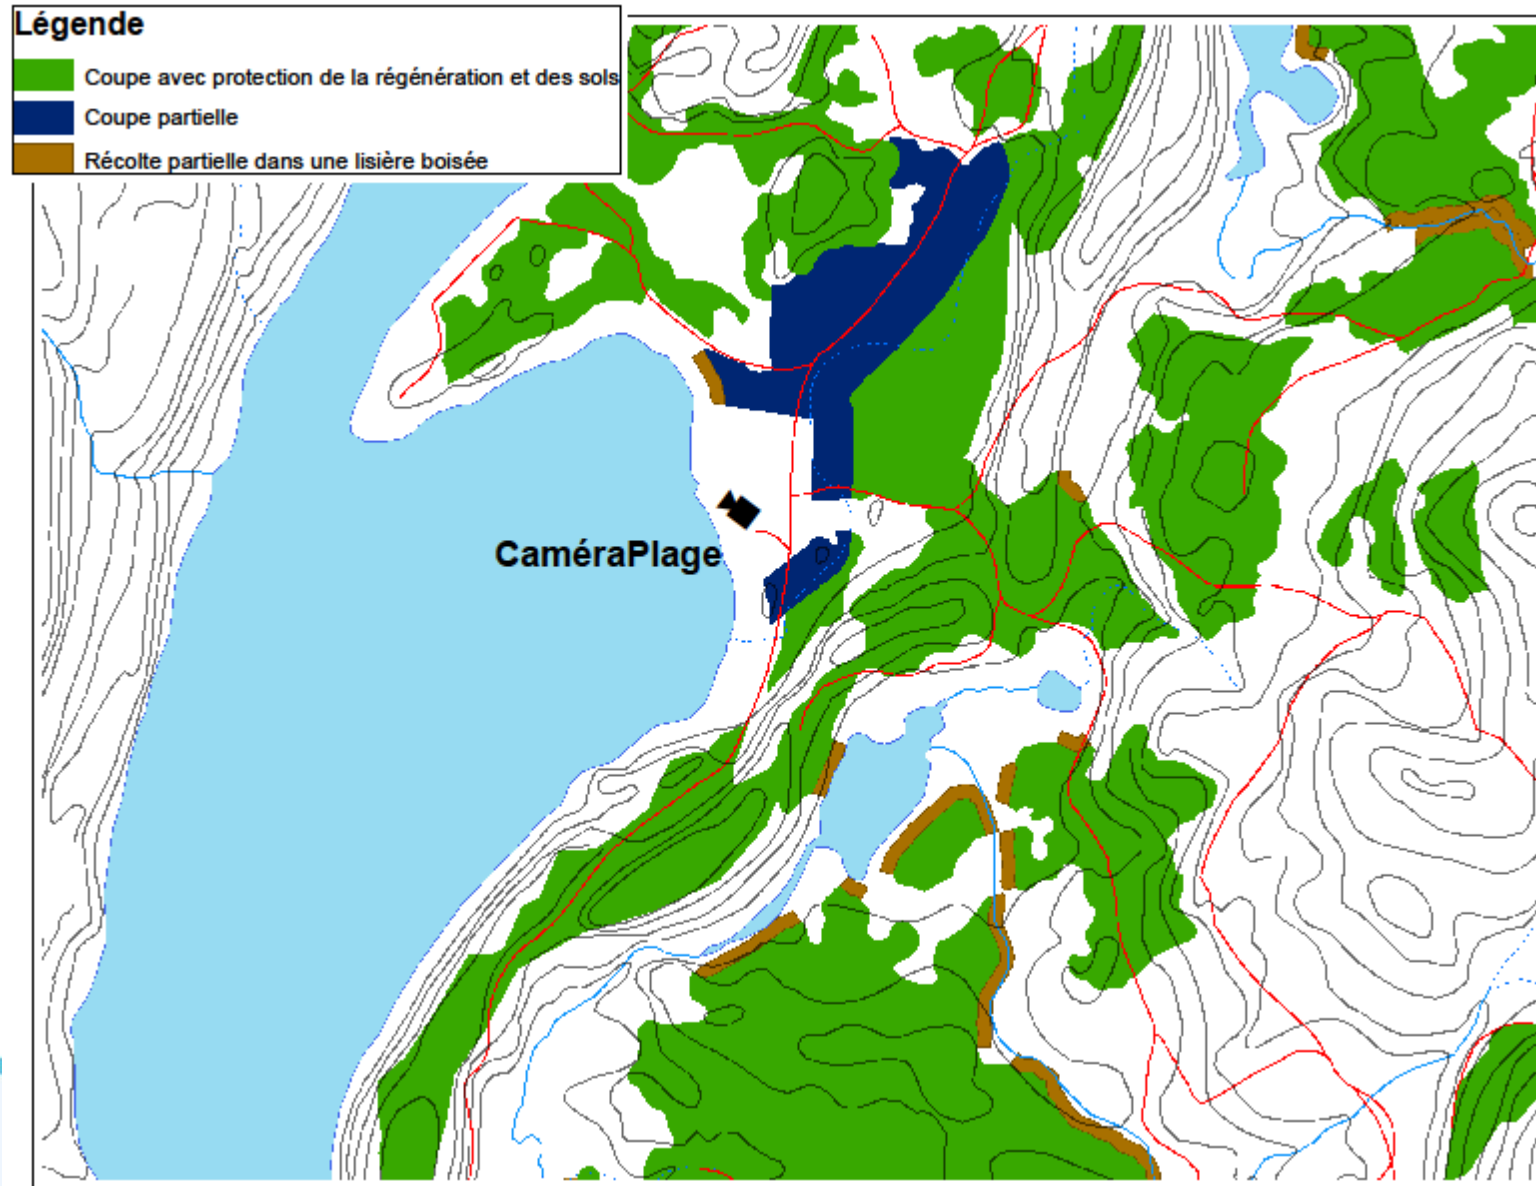 Légende
Coupe avec protection de la régénération et des sols
Coupe partielle
Récolte partielle dans une lisière boisée
CaméraPlage